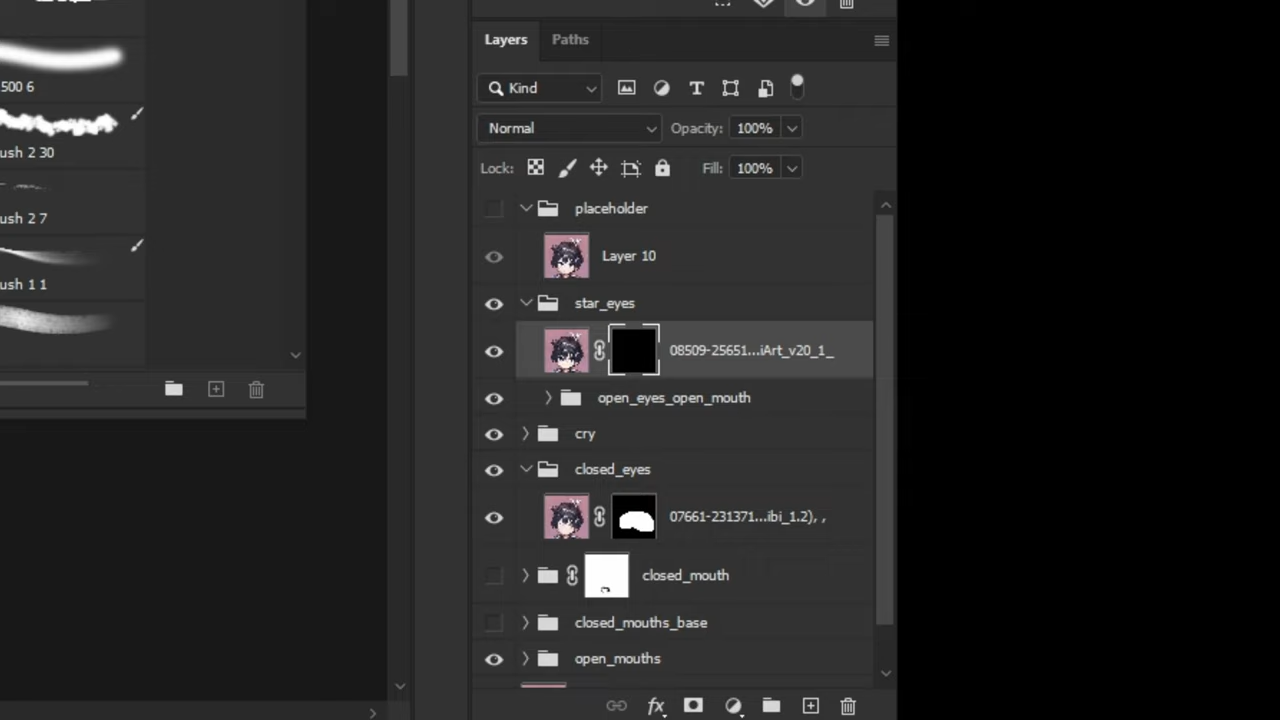 500 6
ush 2 30
ush 2 7
ush 1 1
Layers Paths
Kind
Normal Opacity: 100%
Lock: Fill: 100%
placeholder
Layer 10
star_eyes
08509-25651...iArt_v20_1_
open_eyes_open_mouth
cry
closed_eyes
07661-231371...ibi_1.2), ,
closed_mouth
closed_mouths_base
open_mouths
fx